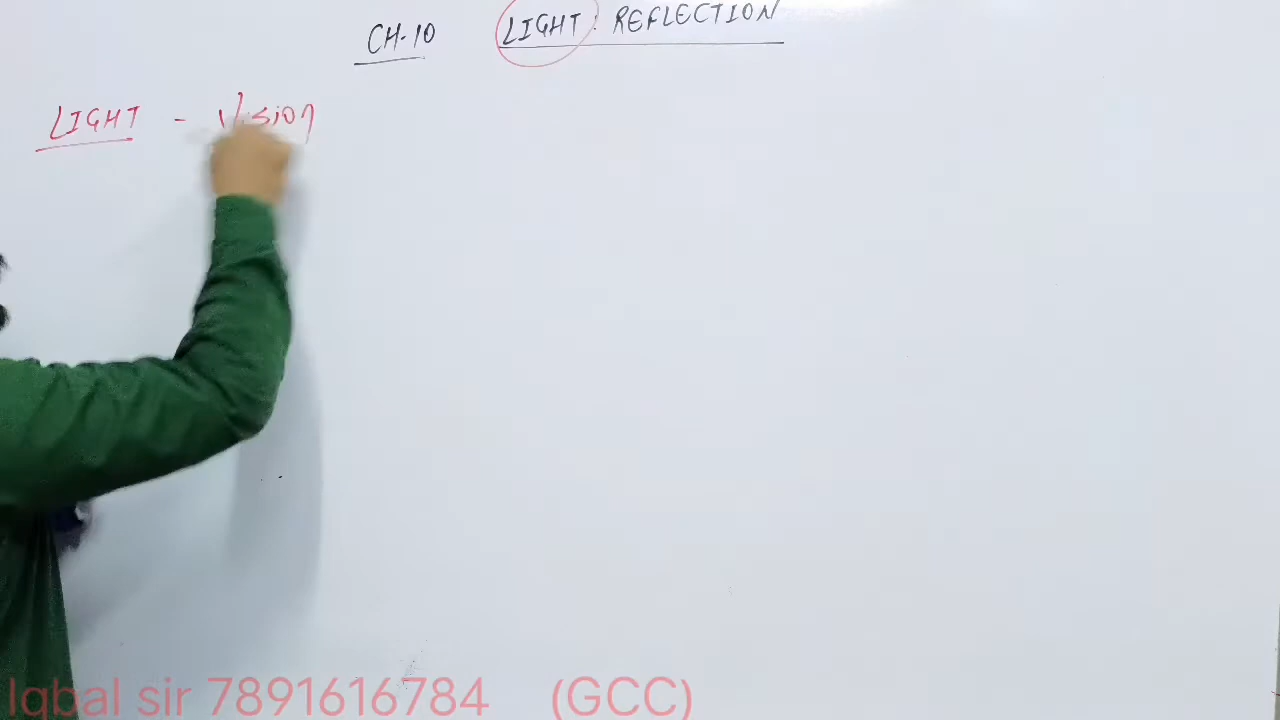 CH-10 LIGHT : REFLECTION
LIGHT - Vision
Iqbal sir 7891616784 (GCC)